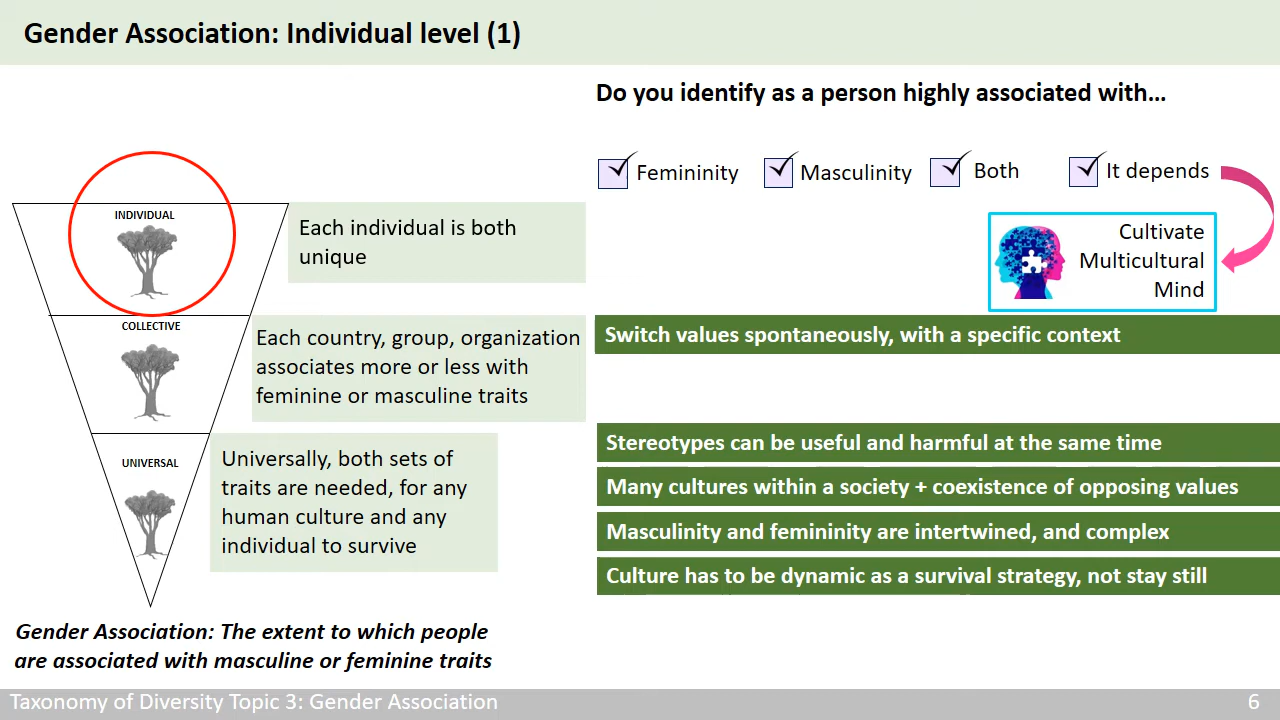 Gender Association: Individual level (1)
Do you identify as a person highly associated with…
Femininity
Masculinity
Both
It depends
Cultivate
Multicultural
Mind
INDIVIDUAL
Each individual is both
unique
COLLECTIVE
Each country, group, organization
associates more or less with
feminine or masculine traits
UNIVERSAL
Universally, both sets of
traits are needed, for any
human culture and any
individual to survive
Switch values spontaneously, with a specific context
Stereotypes can be useful and harmful at the same time
Many cultures within a society + coexistence of opposing values
Masculinity and femininity are intertwined, and complex
Culture has to be dynamic as a survival strategy, not stay still
Gender Association: The extent to which people
are associated with masculine or feminine traits
Taxonomy of Diversity Topic 3: Gender Association
6